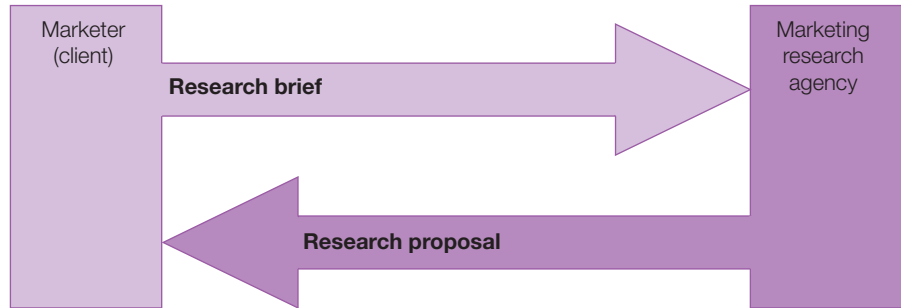 Marketer
(client)
Research brief
Marketing
research
agency
Research proposal